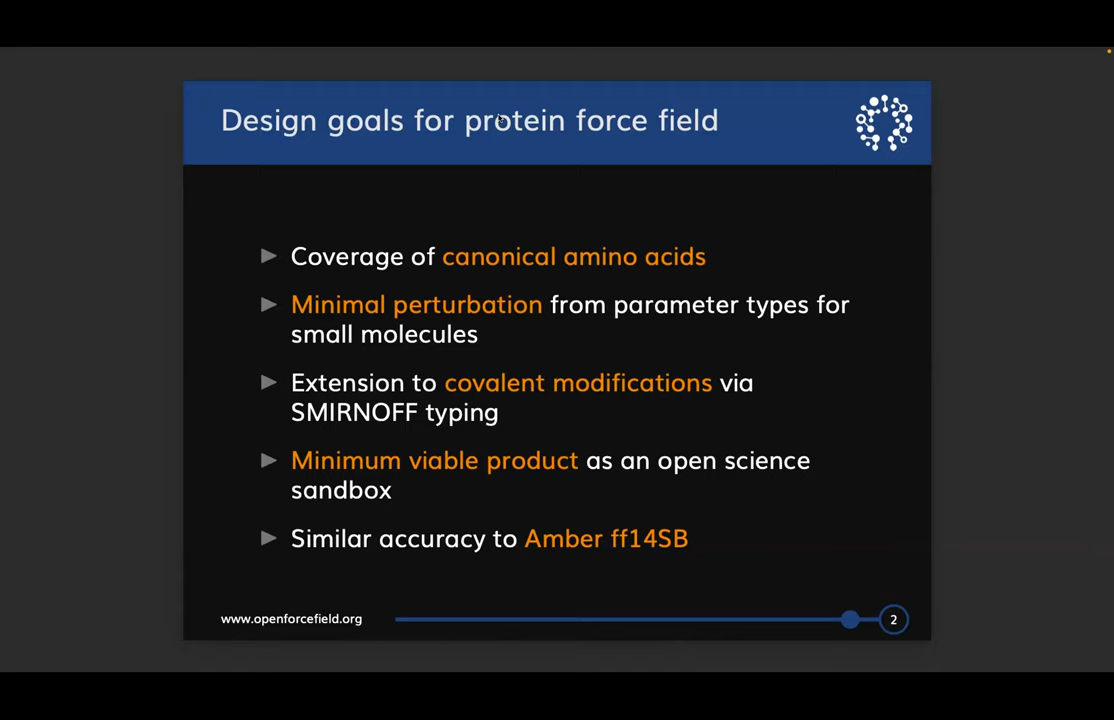 Design goals for protein force field
Coverage of canonical amino acids
Minimal perturbation from parameter types for
small molecules
Extension to covalent modifications via
SMIRNOFF typing
Minimum viable product as an open science
sandbox
Similar accuracy to Amber ff14SB
www.openforcefield.org
2